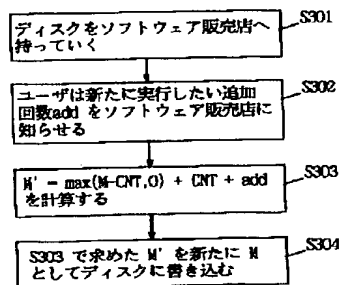 ディスクをソフトウェア販売店へ
持っていく
S301
ユーザは新たに実行したい追加
回数add をソフトウェア販売店に
知らせる
S302
M' = max(M-CNT,0) + CNT + add
を計算する
S303
S303 で求めた M' を新たに M
としてディスクに書き込む
S304